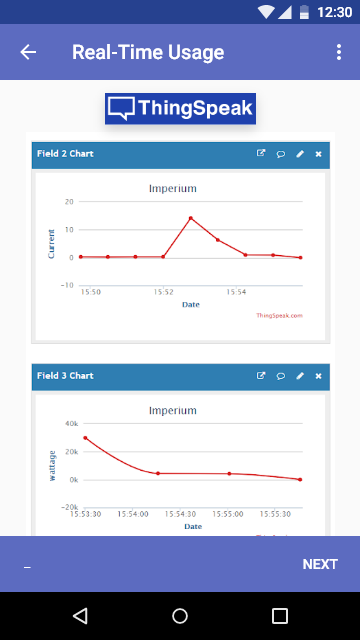 12:30
Real-Time Usage
ThingSpeak
Field 2 Chart
Imperium
20
10
0
-10
Current
15:50 15:52 15:54
Date
ThingSpeak.com
Field 3 Chart
Imperium
40k
20k
0k
-20k
wattage
15:53:30 15:54:00 15:54:30 15:55:00 15:55:30
Date
NEXT